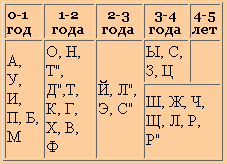 0-1 год
1-2 года
2-3 года
3-4 года
4-5 лет
А,
У,
И,
П, Б,
М
О, Н,
Т",
Д",Т,
К, Г,
Х, В,
Ф
Й, Л",
Э, С"
Ы, С,
З, Ц
Ш, Ж, Ч,
Щ, Л, Р,
Р"